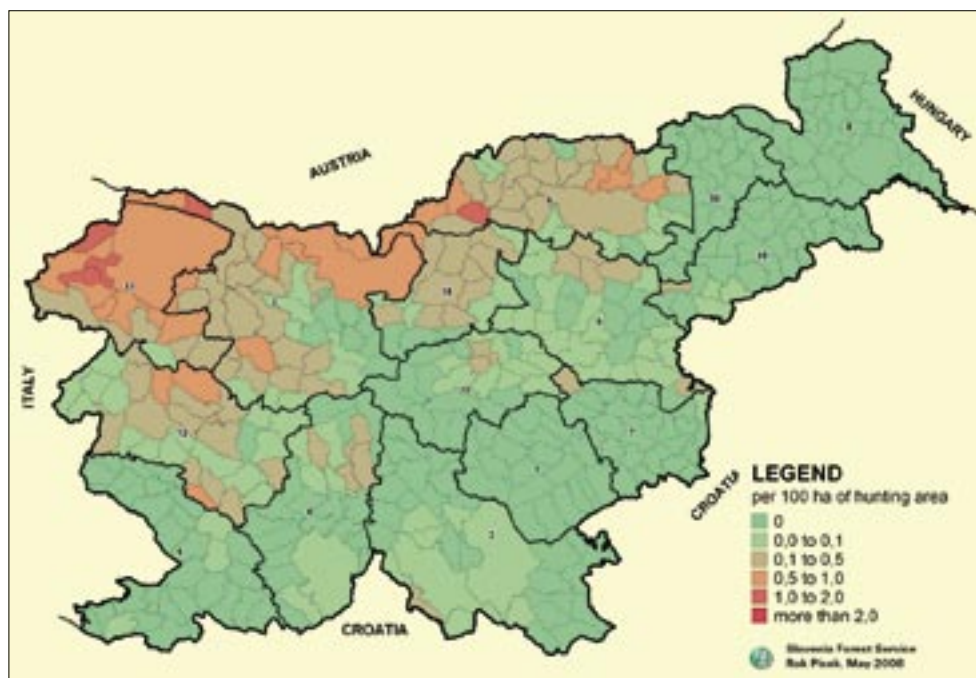 HUNGARY
AUSTRIA
ITALY
CROATIA
CROATIA
LEGEND
per 100 ha of hunting area
0
0,0 to 0,1
0,1 to 0,5
0,5 to 1,0
1,0 to 2,0
more than 2,0
Slovenia Forest Service
Rok Pisek, May 2008